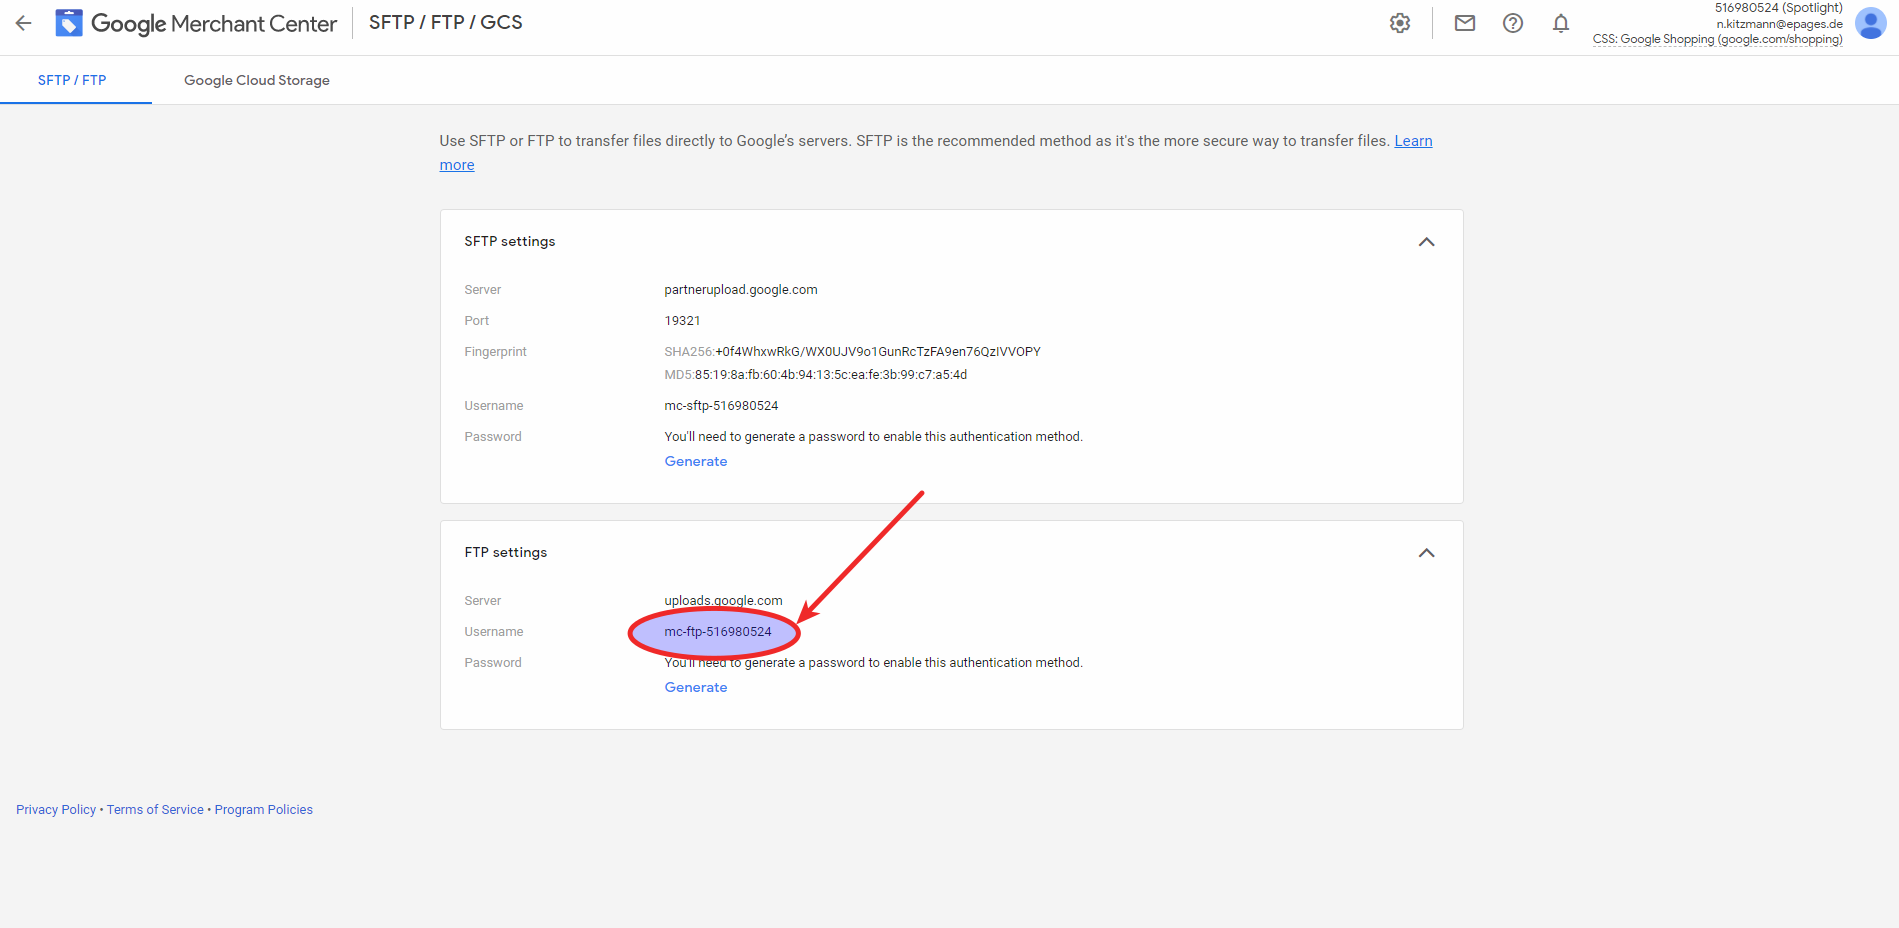 Google Merchant Center
SFTP / FTP / GCS
516980524 (Spotlight)
n.kitzmann@epages.de
CSS: Google Shopping (google.com/shopping)
SFTP / FTP
Google Cloud Storage
Use SFTP or FTP to transfer files directly to Google's servers. SFTP is the recommended method as it's the more secure way to transfer files. Learn
more
SFTP settings
Server partnerupload.google.com
Port 19321
Fingerprint SHA256:+0f4WhxwRkG/WX0UJV9o1GunRcTzFA9en76QzIVVOPY
MD5:85:19:8a:fb:60:4b:94:13:5c:ea:fe:3b:99:c7:a5:4d
Username mc-sftp-516980524
Password You'll need to generate a password to enable this authentication method.
Generate
FTP settings
Server uploads.google.com
Username mc-ftp-516980524
Password You'll need to generate a password to enable this authentication method.
Generate
Privacy Policy • Terms of Service • Program Policies